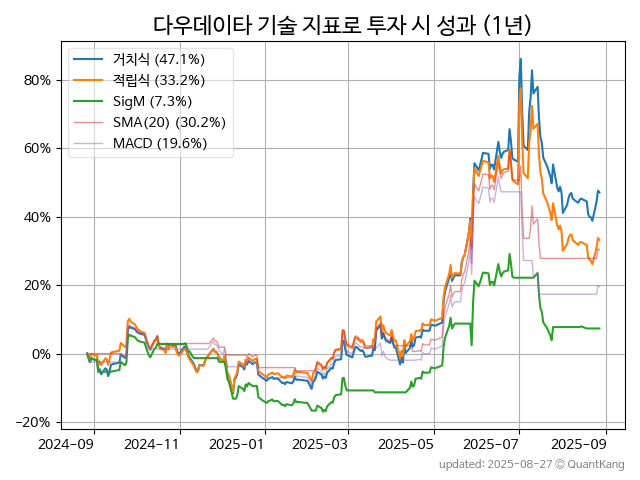 다우데이타 기술 지표로 투자 시 성과 (1년)
거치식 (47.1%)
적립식 (33.2%)
SigM (7.3%)
SMA(20) (30.2%)
MACD (19.6%)
80%
60%
40%
20%
0%
−20%
2024-09 2024-11 2025-01 2025-03 2025-05 2025-07 2025-09
updated: 2025-08-27 © QuantKang